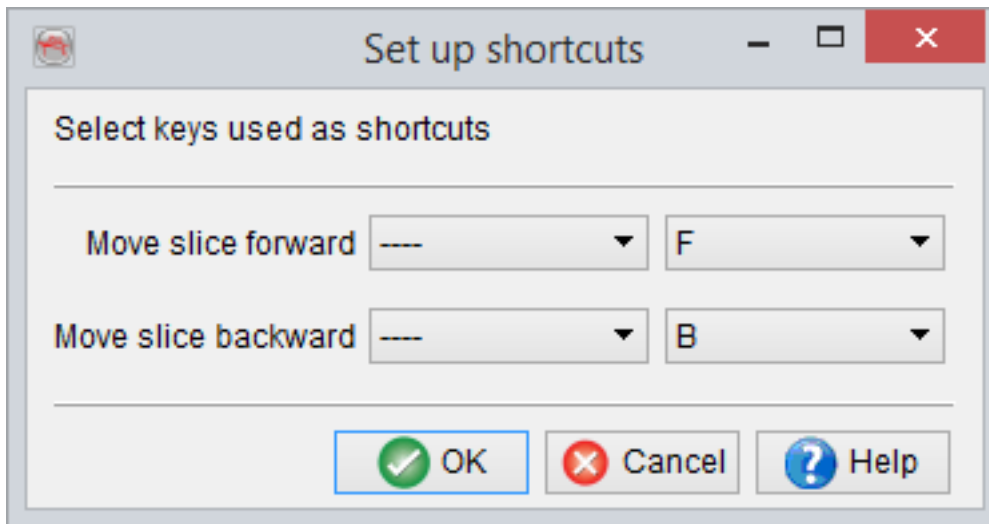 Set up shortcuts
Select keys used as shortcuts
Move slice forward ---- F
Move slice backward ---- B
OK Cancel Help